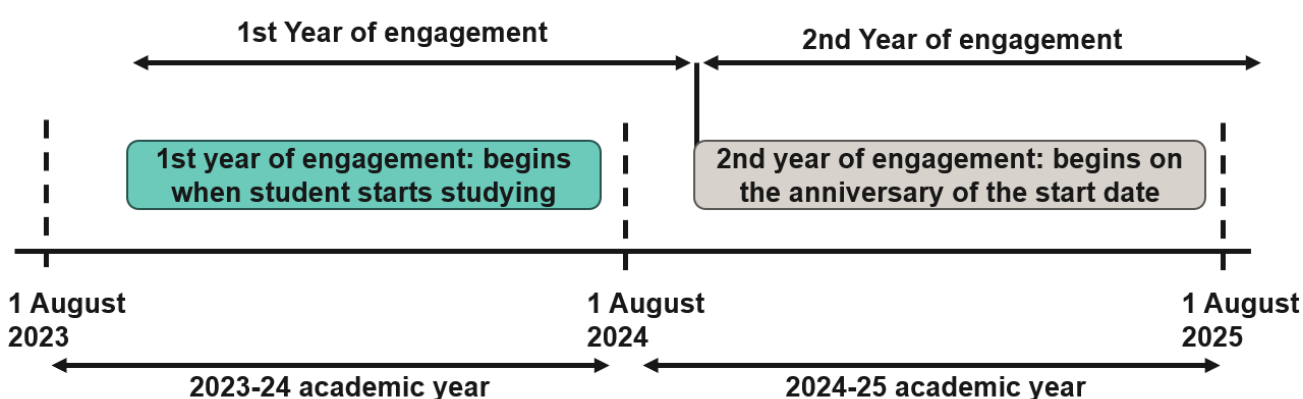 1st Year of engagement
2nd Year of engagement
1st year of engagement: begins
when student starts studying
2nd year of engagement: begins on
the anniversary of the start date
1 August
2023
1 August
2024
1 August
2025
2023-24 academic year
2024-25 academic year